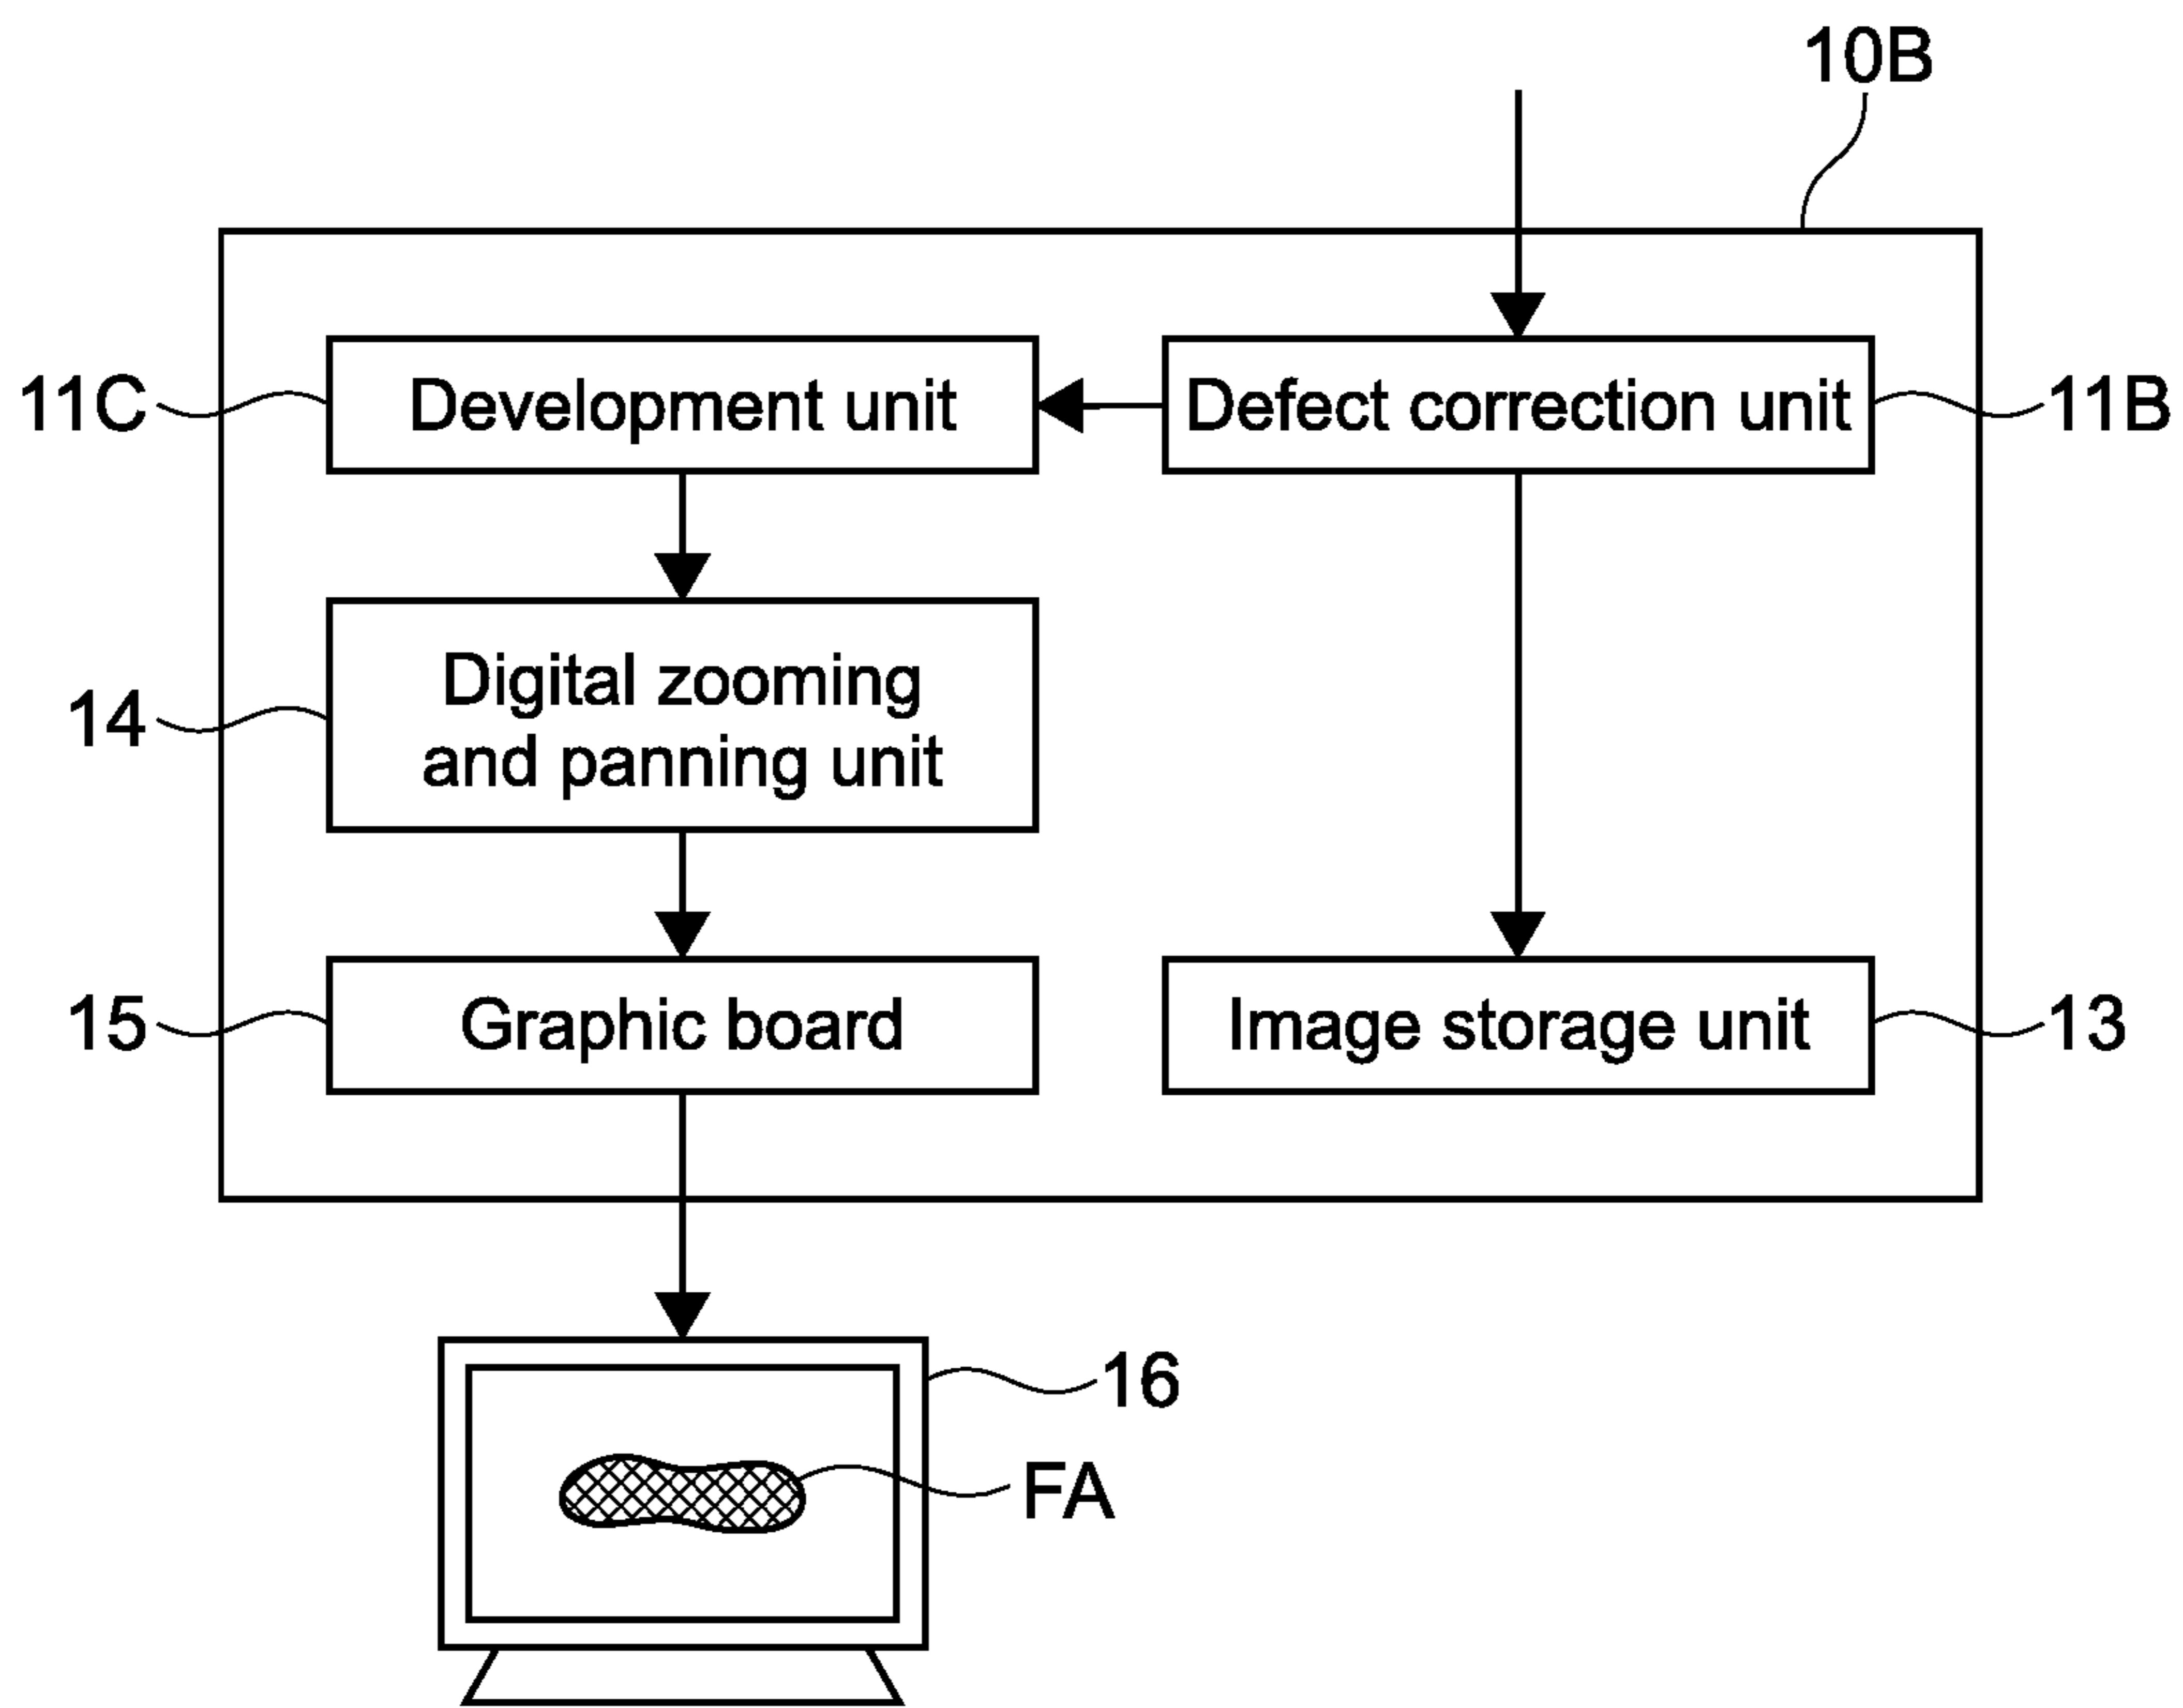 10B
11C
Development unit
Defect correction unit
11B
14
Digital zooming
and panning unit
15
Graphic board
Image storage unit
13
16
FA